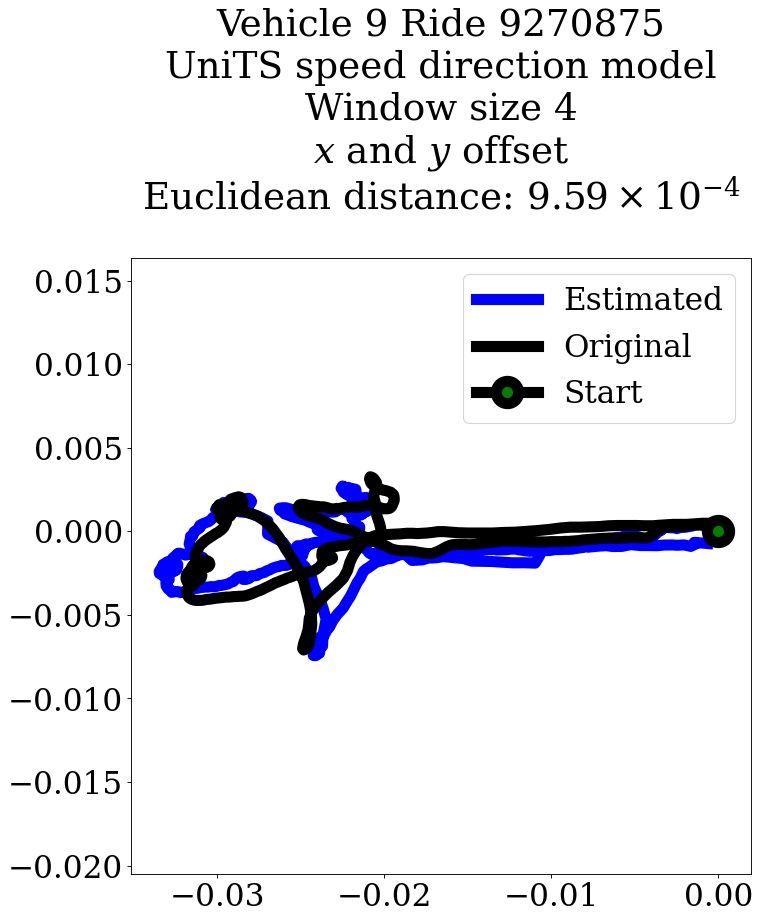 Vehicle 9 Ride 9270875
UniTS speed direction model
Window size 4
x and y offset
Euclidean distance: 9.59 × 10⁻⁴
Estimated
Original
Start
0.015
0.010
0.005
0.000
−0.005
−0.010
−0.015
−0.020
−0.03 −0.02 −0.01 0.00